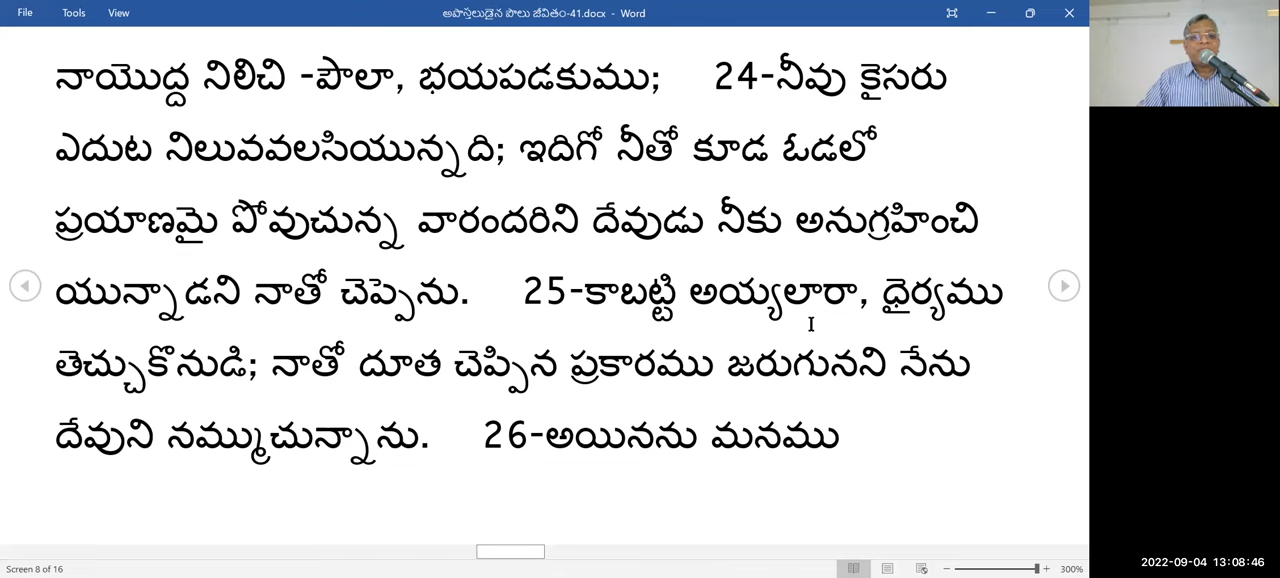 File Tools View అపొస్తలుడైన పౌలు జీవితం-41.docx - Word
నాయొద్ద నిలిచి -పౌలా, భయపడకుము; 24-నీవు కైసరు
ఎదుట నిలువవలసియున్నది; ఇదిగో నీతో కూడ ఓడలో
ప్రయాణమై పోవుచున్న వారందరిని దేవుడు నీకు అనుగ్రహించి
యున్నాడని నాతో చెప్పెను. 25-కాబట్టి అయ్యలారా, ధైర్యము
తెచ్చుకొనుడి; నాతో దూత చెప్పిన ప్రకారము జరుగునని నేను
దేవుని నమ్ముచున్నాను. 26-అయినను మనము
2022-09-04 13:08:46
Screen 8 of 16 300%